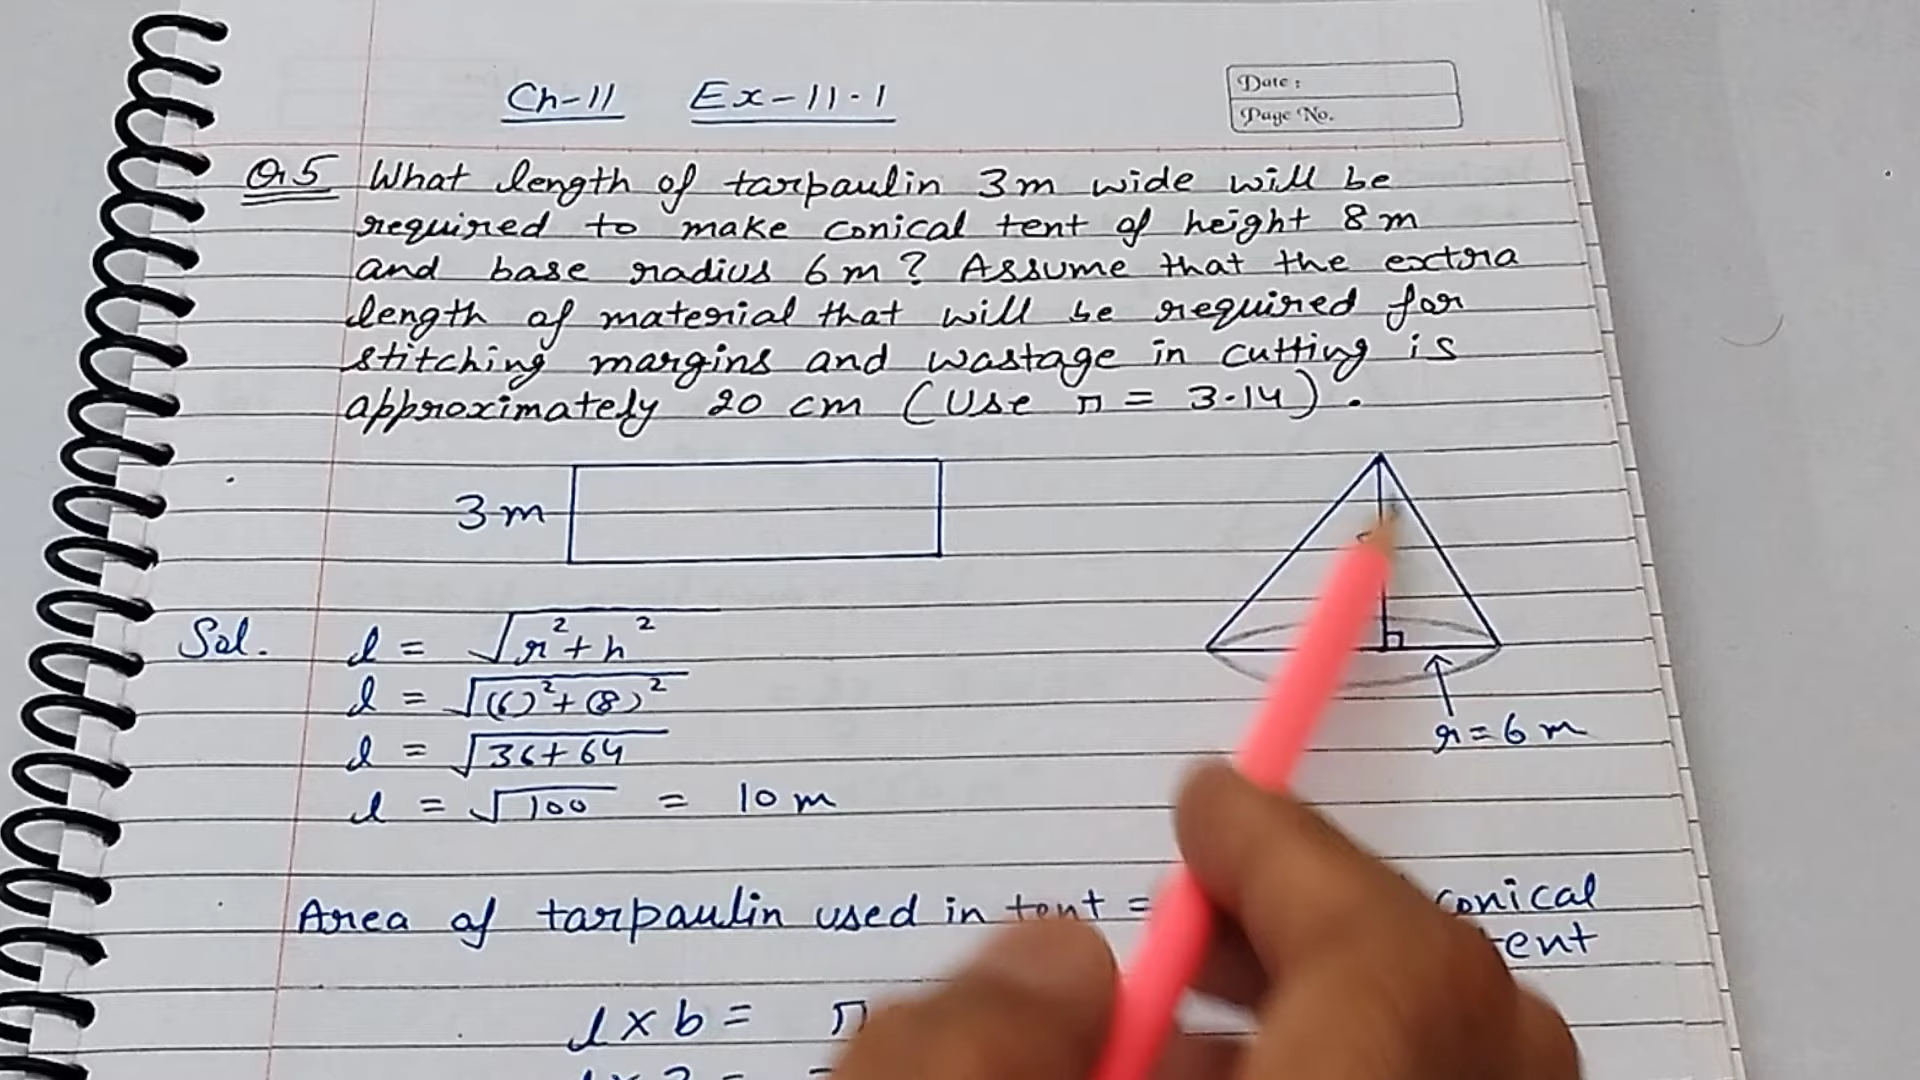 Ch-11 Ex-11.1
Date :
Page No.
Q5 What length of tarpaulin 3m wide will be
required to make conical tent of height 8m
and base radius 6m? Assume that the extra
length of material that will be required for
stitching margins and wastage in cutting is
approximately 20 cm (Use π = 3.14).
3m
Sol. l = √r²+h²
l = √(6)²+(8)²
r = 6 m
l = √36+64
l = √100 = 10 m
Area of tarpaulin used in tent = conical
tent
l x b = π